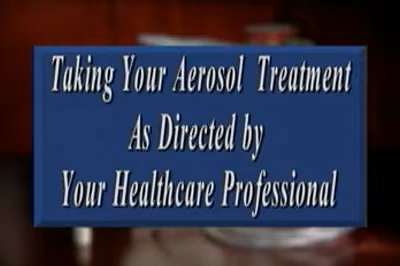 Taking Your Aerosol Treatment
As Directed by
Your Healthcare Professional